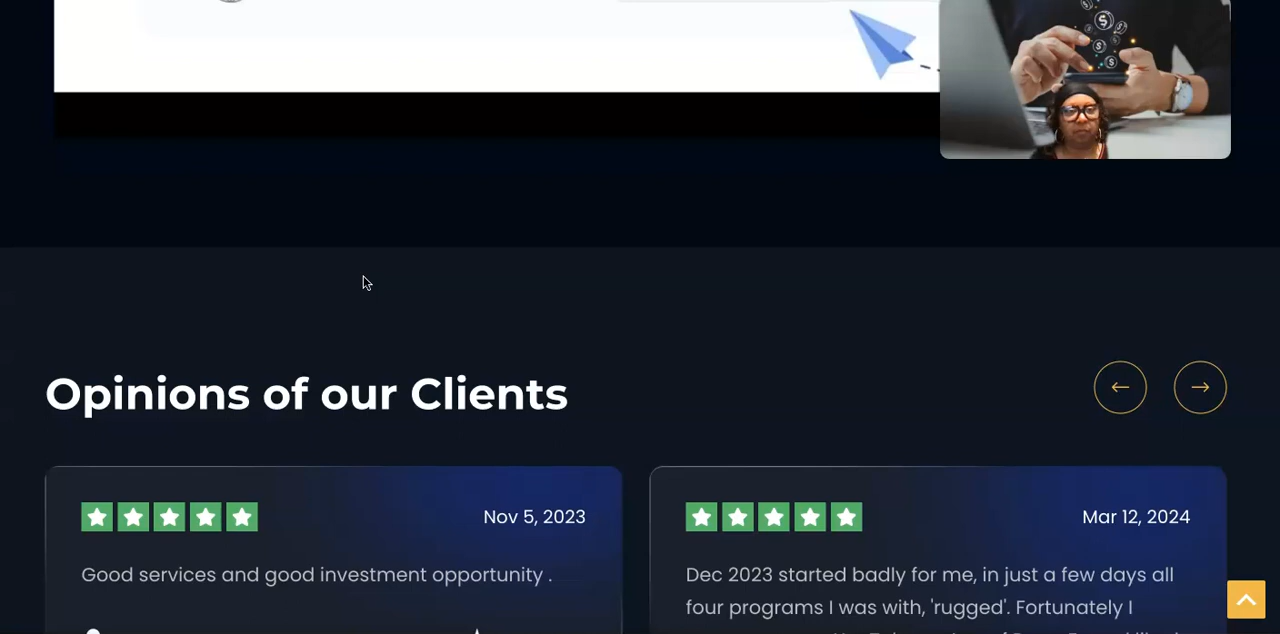 Opinions of our Clients
Nov 5, 2023
Good services and good investment opportunity .
Mar 12, 2024
Dec 2023 started badly for me, in just a few days all
four programs I was with, 'rugged'. Fortunately I